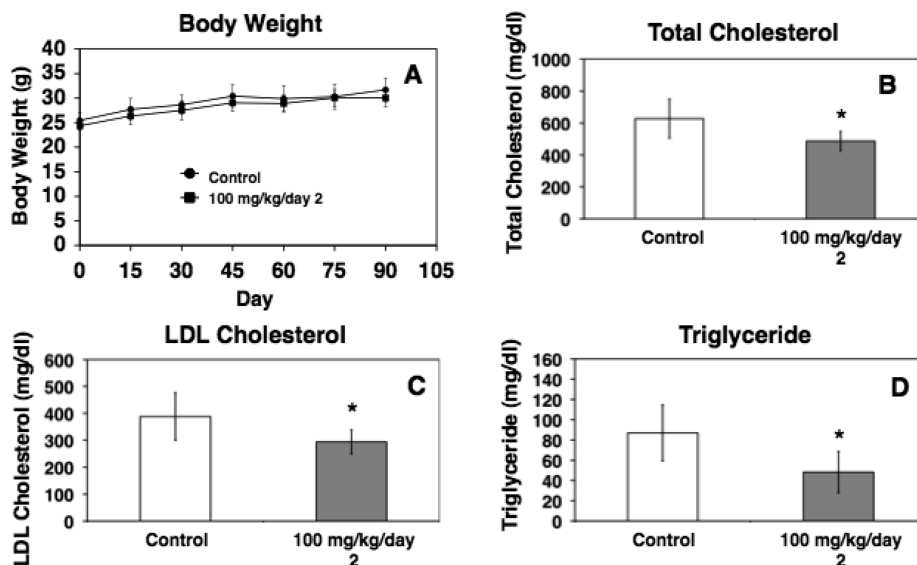 Body Weight
A
Body Weight (g)
40
35
30
25
20
15
10
5
0
Control
100 mg/kg/day 2
0 15 30 45 60 75 90 105
Day
Total Cholesterol
B
Total Cholesterol (mg/dl)
1000
800
600
400
200
0
*
Control 100 mg/kg/day
2
LDL Cholesterol
C
LDL Cholesterol (mg/dl)
600
500
400
300
200
100
0
*
Control 100 mg/kg/day
2
Triglyceride
D
Triglyceride (mg/dl)
160
140
120
100
80
60
40
20
0
*
Control 100 mg/kg/day
2